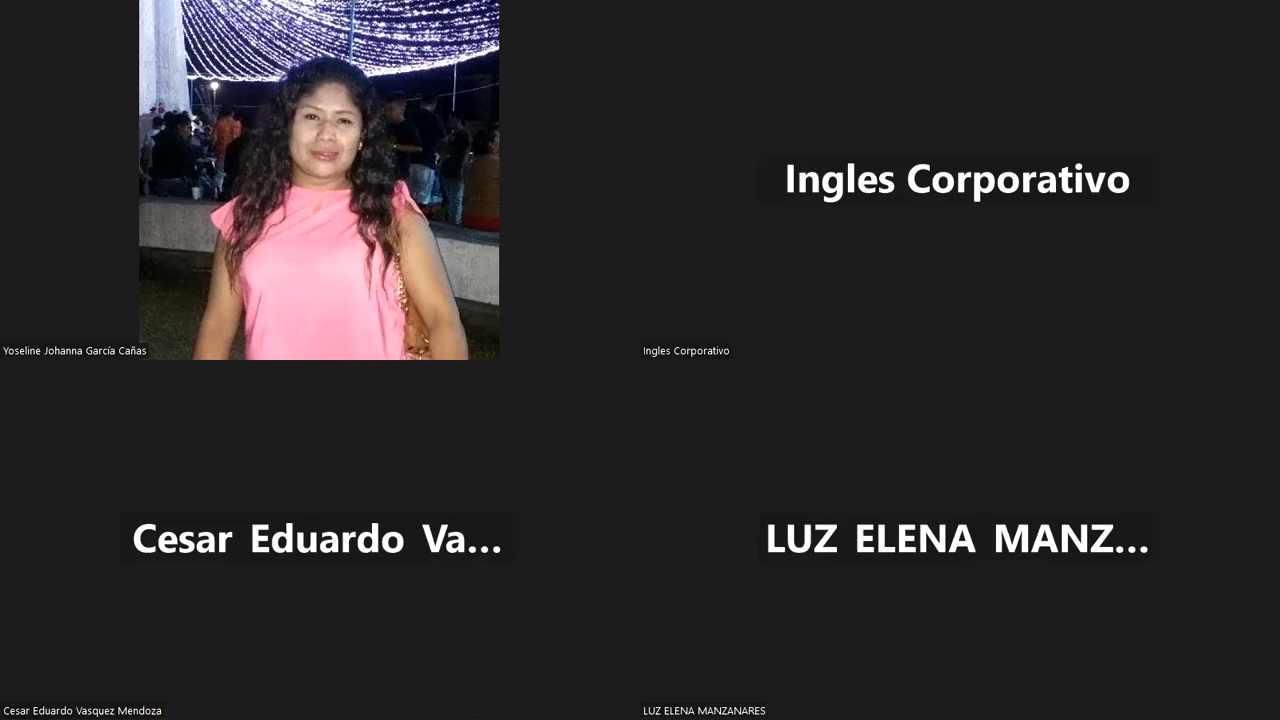 Ingles Corporativo
Yoseline Johanna García Cañas
Ingles Corporativo
Cesar Eduardo Va...
LUZ ELENA MANZ...
Cesar Eduardo Vasquez Mendoza
LUZ ELENA MANZANARES